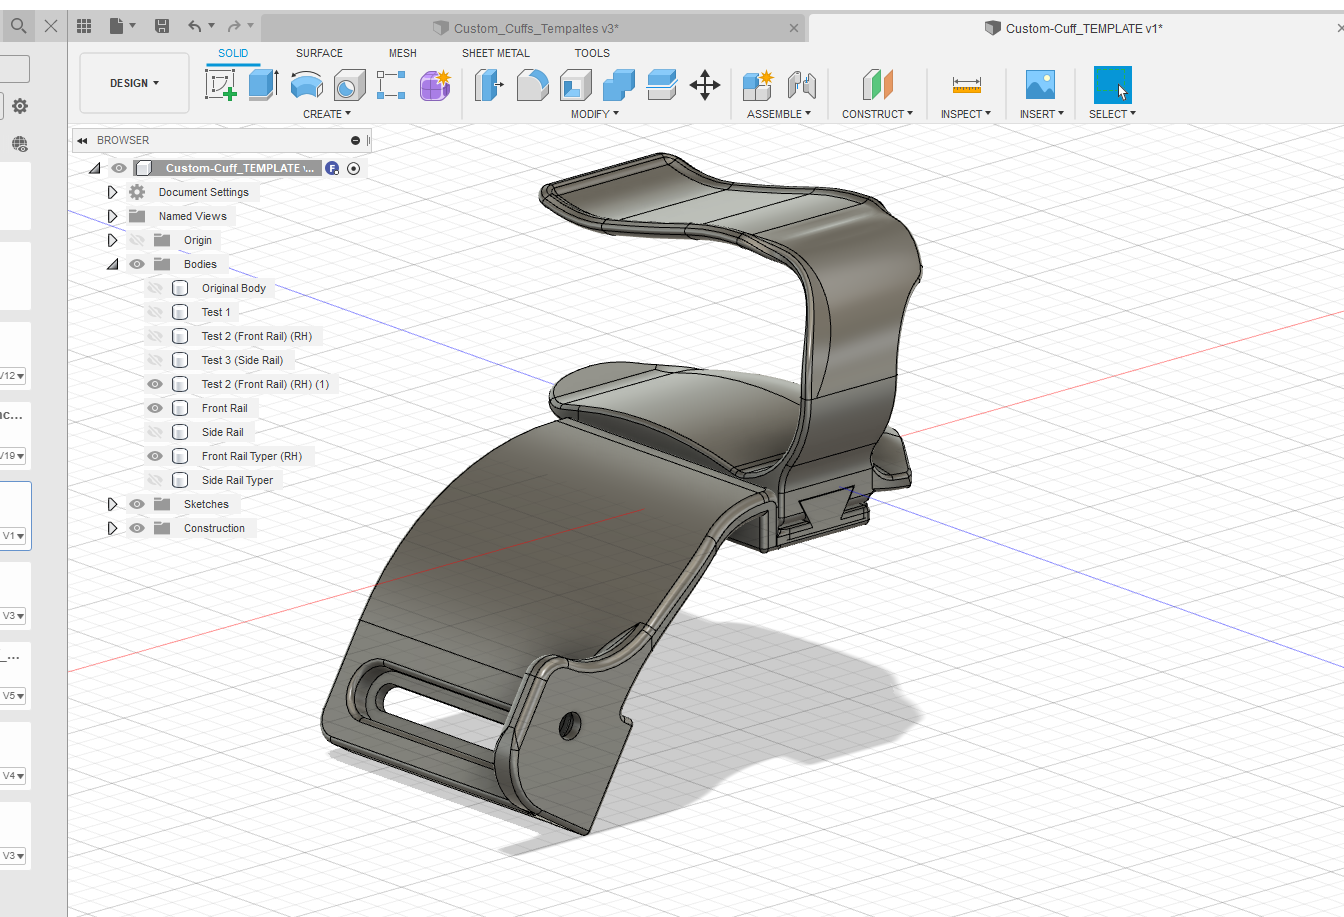 Custom_Cuffs_Tempaltes v3*
Custom-Cuff_TEMPLATE v1*
SOLID SURFACE MESH SHEET METAL TOOLS
DESIGN
CREATE MODIFY ASSEMBLE CONSTRUCT INSPECT INSERT SELECT
BROWSER
Custom-Cuff_TEMPLATE v...
F
Document Settings
Named Views
Origin
Bodies
Original Body
Test 1
Test 2 (Front Rail) (RH)
Test 3 (Side Rail)
Test 2 (Front Rail) (RH) (1)
Front Rail
Side Rail
Front Rail Typer (RH)
Side Rail Typer
Sketches
Construction
V12
nc...
V19
V1
V3
_...
V5
V4
V3